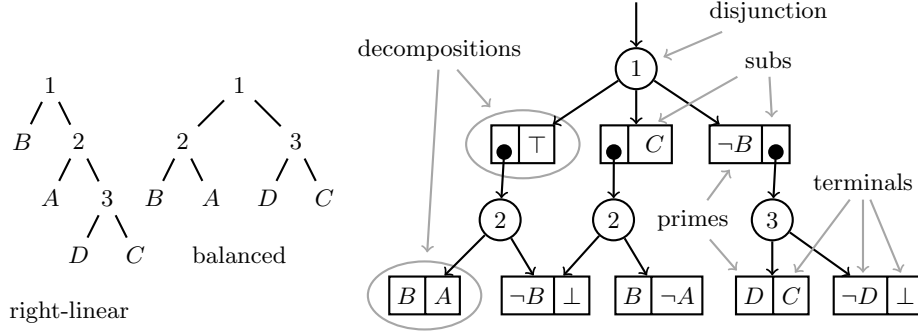 disjunction
decompositions
1
subs
1
1
B
2
2
3
⊤
C
¬B
A
3
B
A
D
C
terminals
2
2
primes
3
D
C
balanced
B
A
¬B
⊥
B
¬A
D
C
¬D
⊥
right-linear